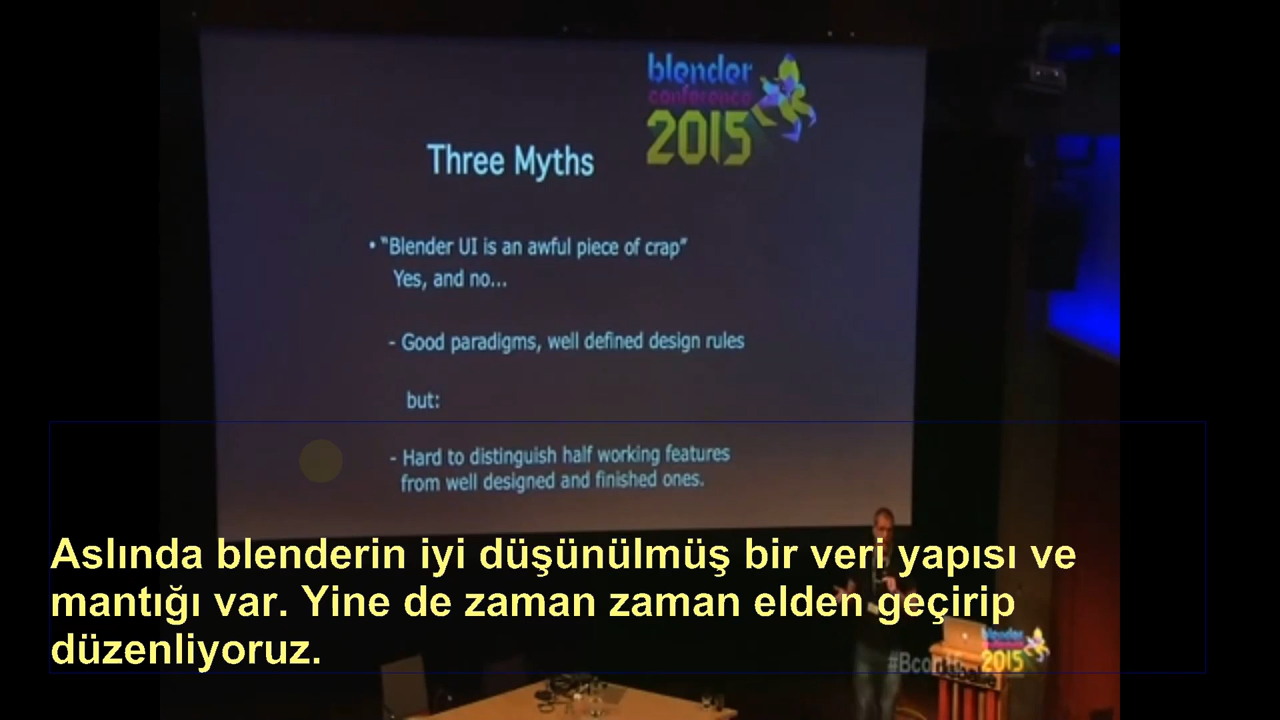 blender
conference
2015
Three Myths
• "Blender UI is an awful piece of crap"
Yes, and no...
- Good paradigms, well defined design rules
but:
- Hard to distinguish half working features
from well designed and finished ones.
Aslında blenderin iyi düşünülmüş bir veri yapısı ve
mantığı var. Yine de zaman zaman elden geçirip
düzenliyoruz.
blender
2015